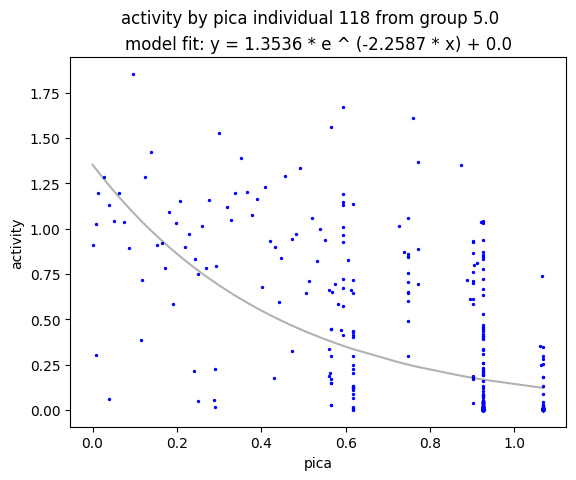 activity by pica individual 118 from group 5.0
model fit: y = 1.3536 * e ^ (-2.2587 * x) + 0.0
1.75
1.50
1.25
1.00
0.75
0.50
0.25
0.00
activity
0.0 0.2 0.4 0.6 0.8 1.0
pica